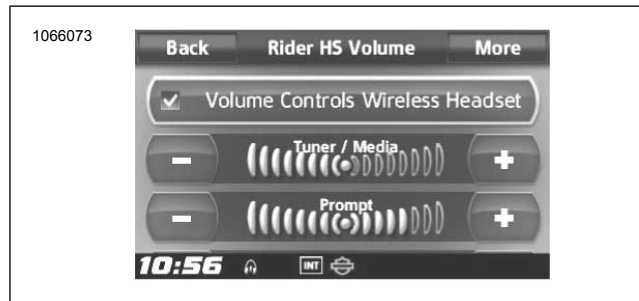 1066073
Back Rider HS Volume More
Volume Controls Wireless Headset
Tuner / Media
- +
Prompt
- +
10:56 INT